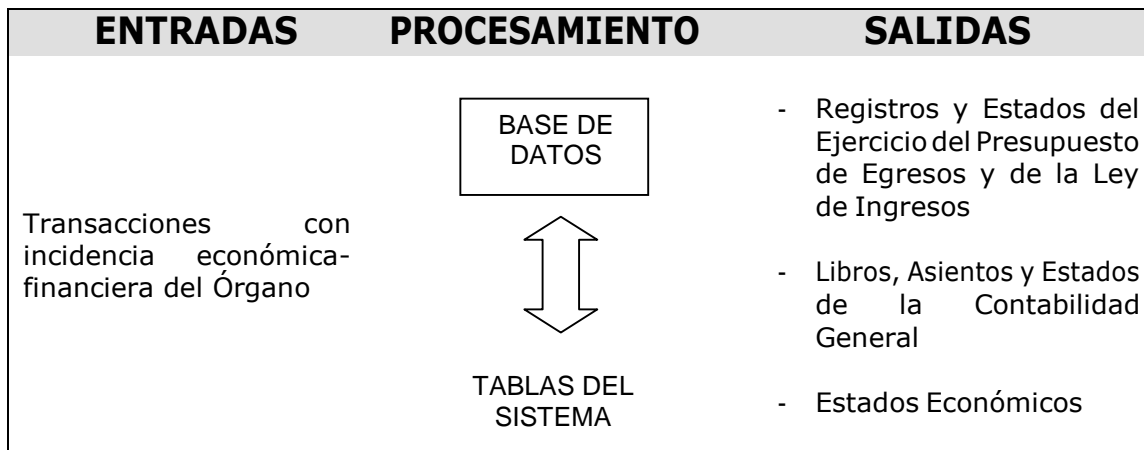 ENTRADAS PROCESAMIENTO SALIDAS
Transacciones con
incidencia económica-
financiera del Órgano
BASE DE
DATOS
TABLAS DEL
SISTEMA
- Registros y Estados del
Ejercicio del Presupuesto
de Egresos y de la Ley
de Ingresos
- Libros, Asientos y Estados
de la Contabilidad
General
- Estados Económicos